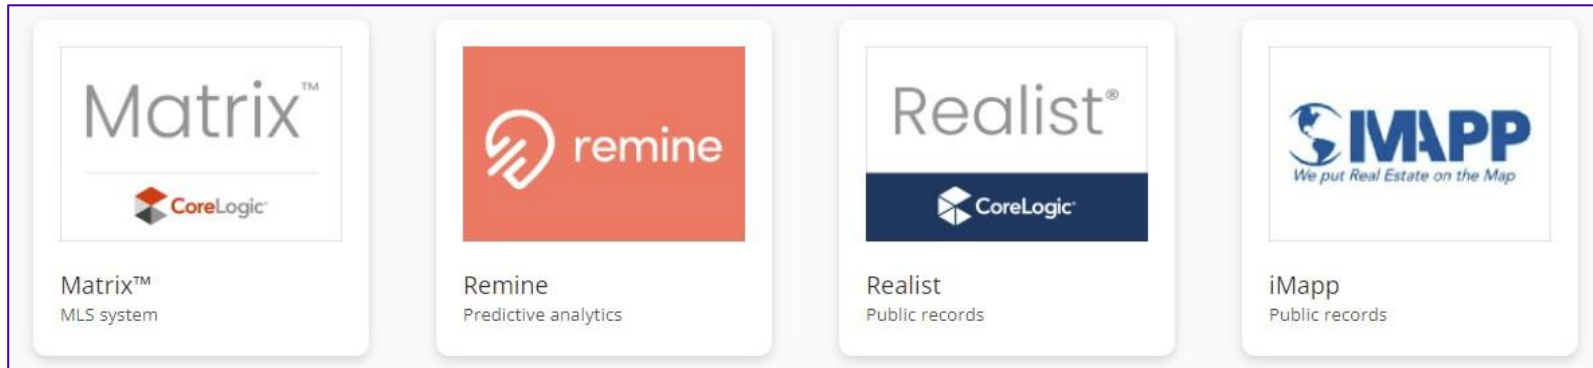 Matrix™
CoreLogic
Matrix™
MLS system
remine
Remine
Predictive analytics
Realist®
CoreLogic
Realist
Public records
IMAPP
We put Real Estate on the Map
iMapp
Public records